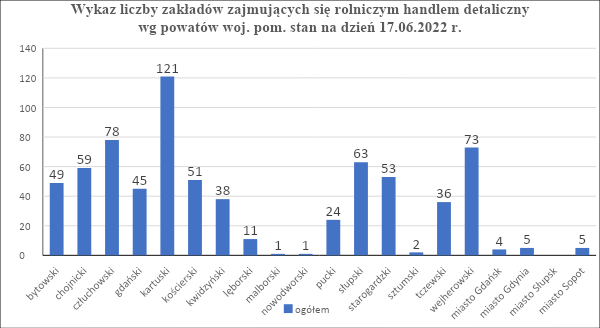 Wykaz liczby zakładów zajmujących się rolniczym handlem detaliczny
wg powatów woj. pom. stan na dzień 17.06.2022 r.
140
120
100
80
60
40
20
0
49
59
78
45
121
51
38
11
1
1
24
63
53
2
36
73
4
5
5
bytowski
chojnicki
człuchowski
gdański
kartuski
kościerski
kwidzyński
lęborski
malborski
nowodworski
pucki
słupski
starogardzki
sztumski
tczewski
wejherowski
miasto Gdańsk
miasto Gdynia
miasto Słupsk
miasto Sopot
ogółem